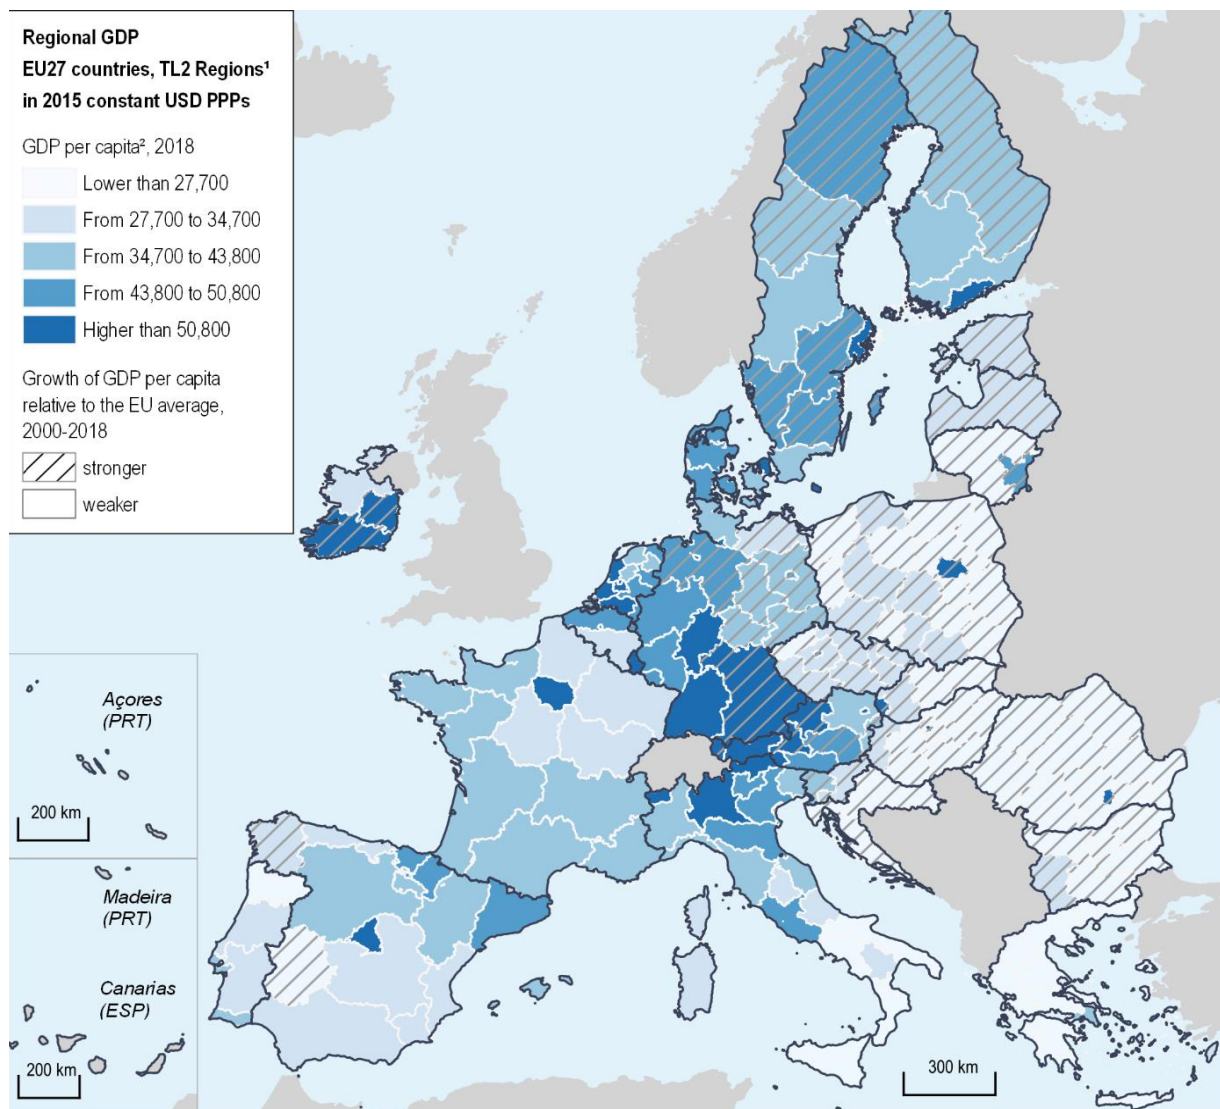 Regional GDP
EU27 countries, TL2 Regions¹
in 2015 constant USD PPPs
GDP per capita², 2018
Lower than 27,700
From 27,700 to 34,700
From 34,700 to 43,800
From 43,800 to 50,800
Higher than 50,800
Growth of GDP per capita
relative to the EU average,
2000-2018
stronger
weaker
Açores
(PRT)
200 km
Madeira
(PRT)
Canarias
(ESP)
200 km
300 km